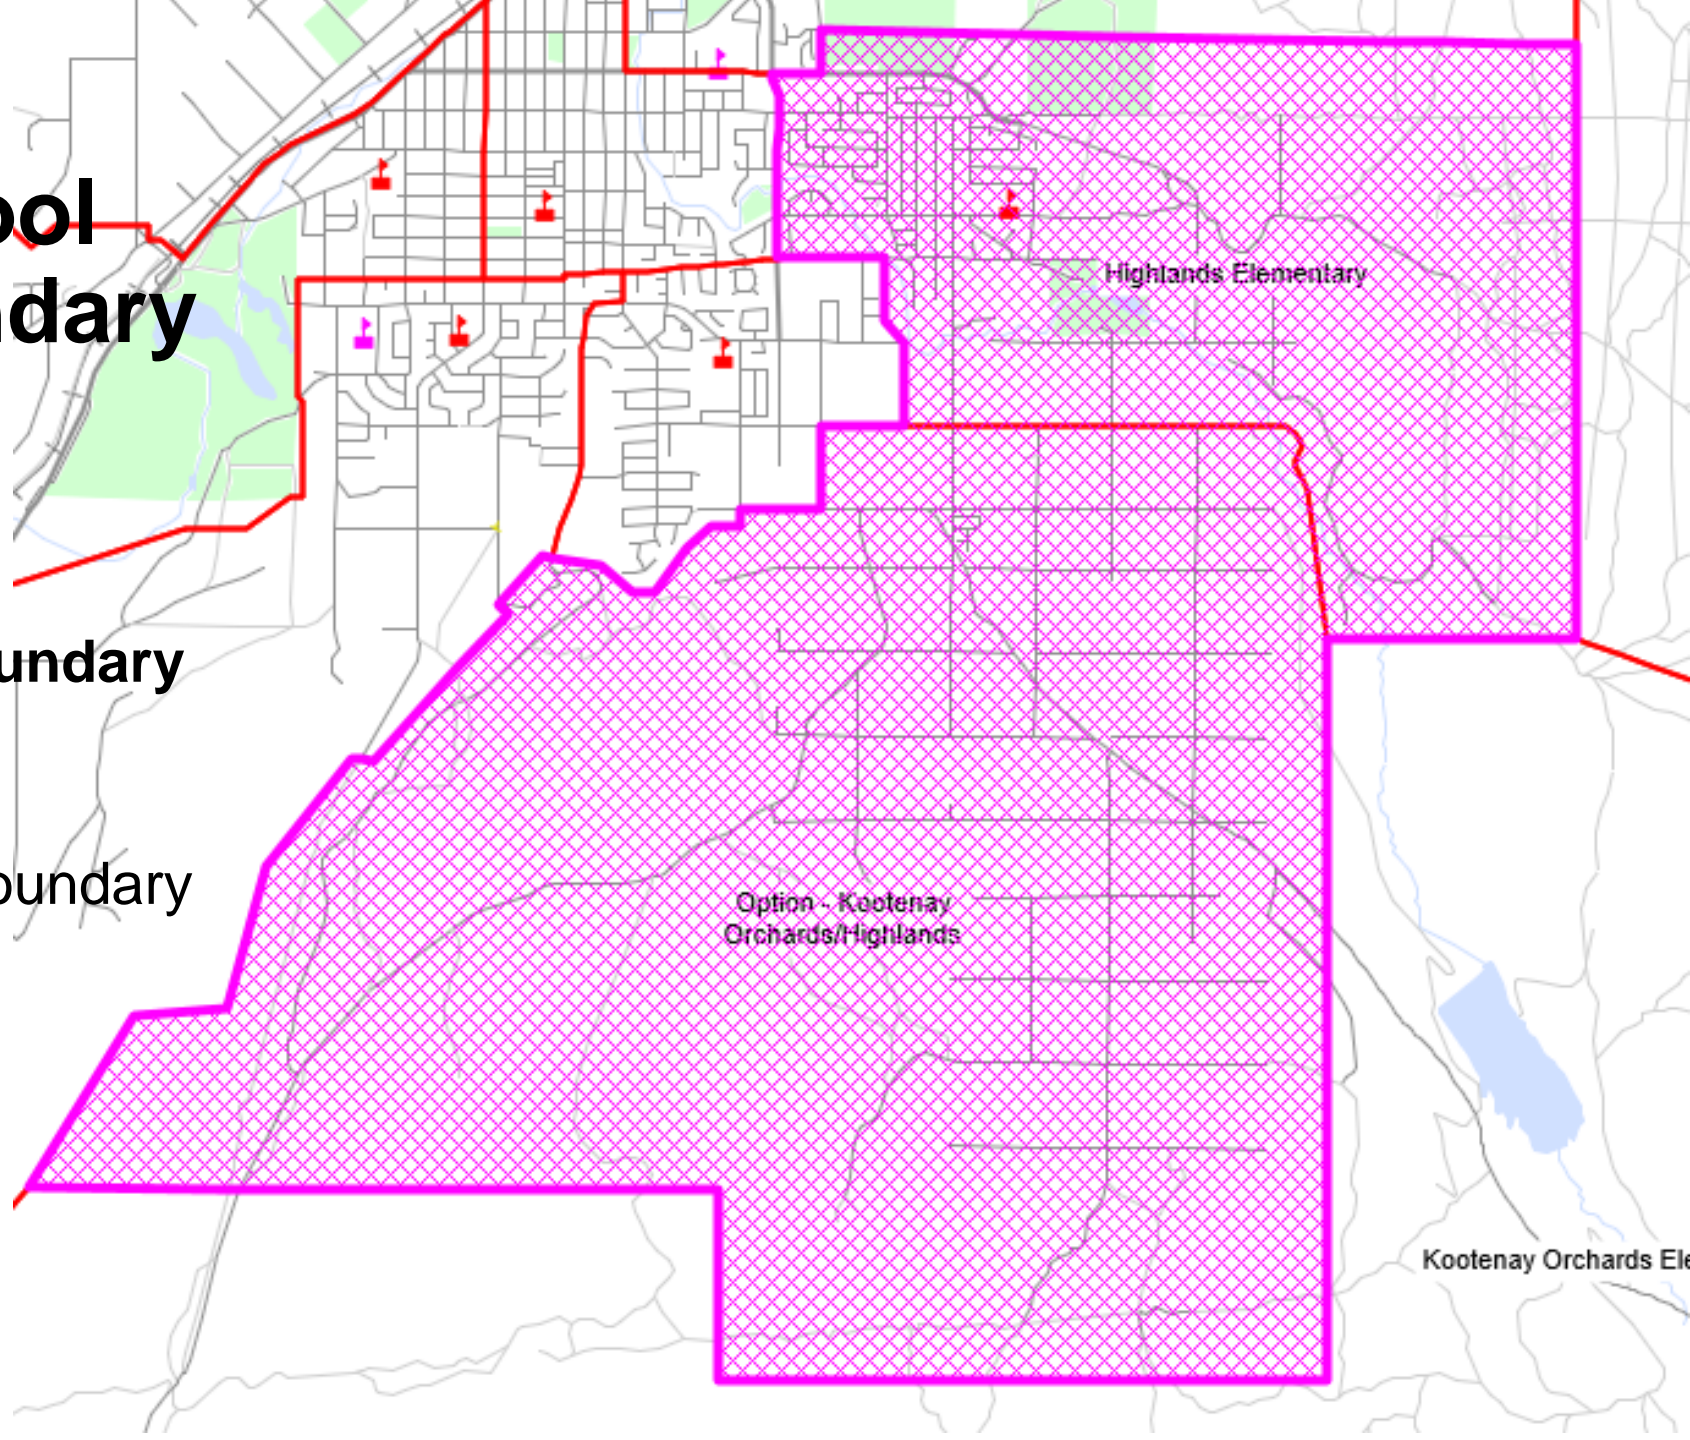 ool
dary
undary
oundary
Highlands Elementary
Option - Kootenay
Orchards/Highlands
Kootenay Orchards Ele